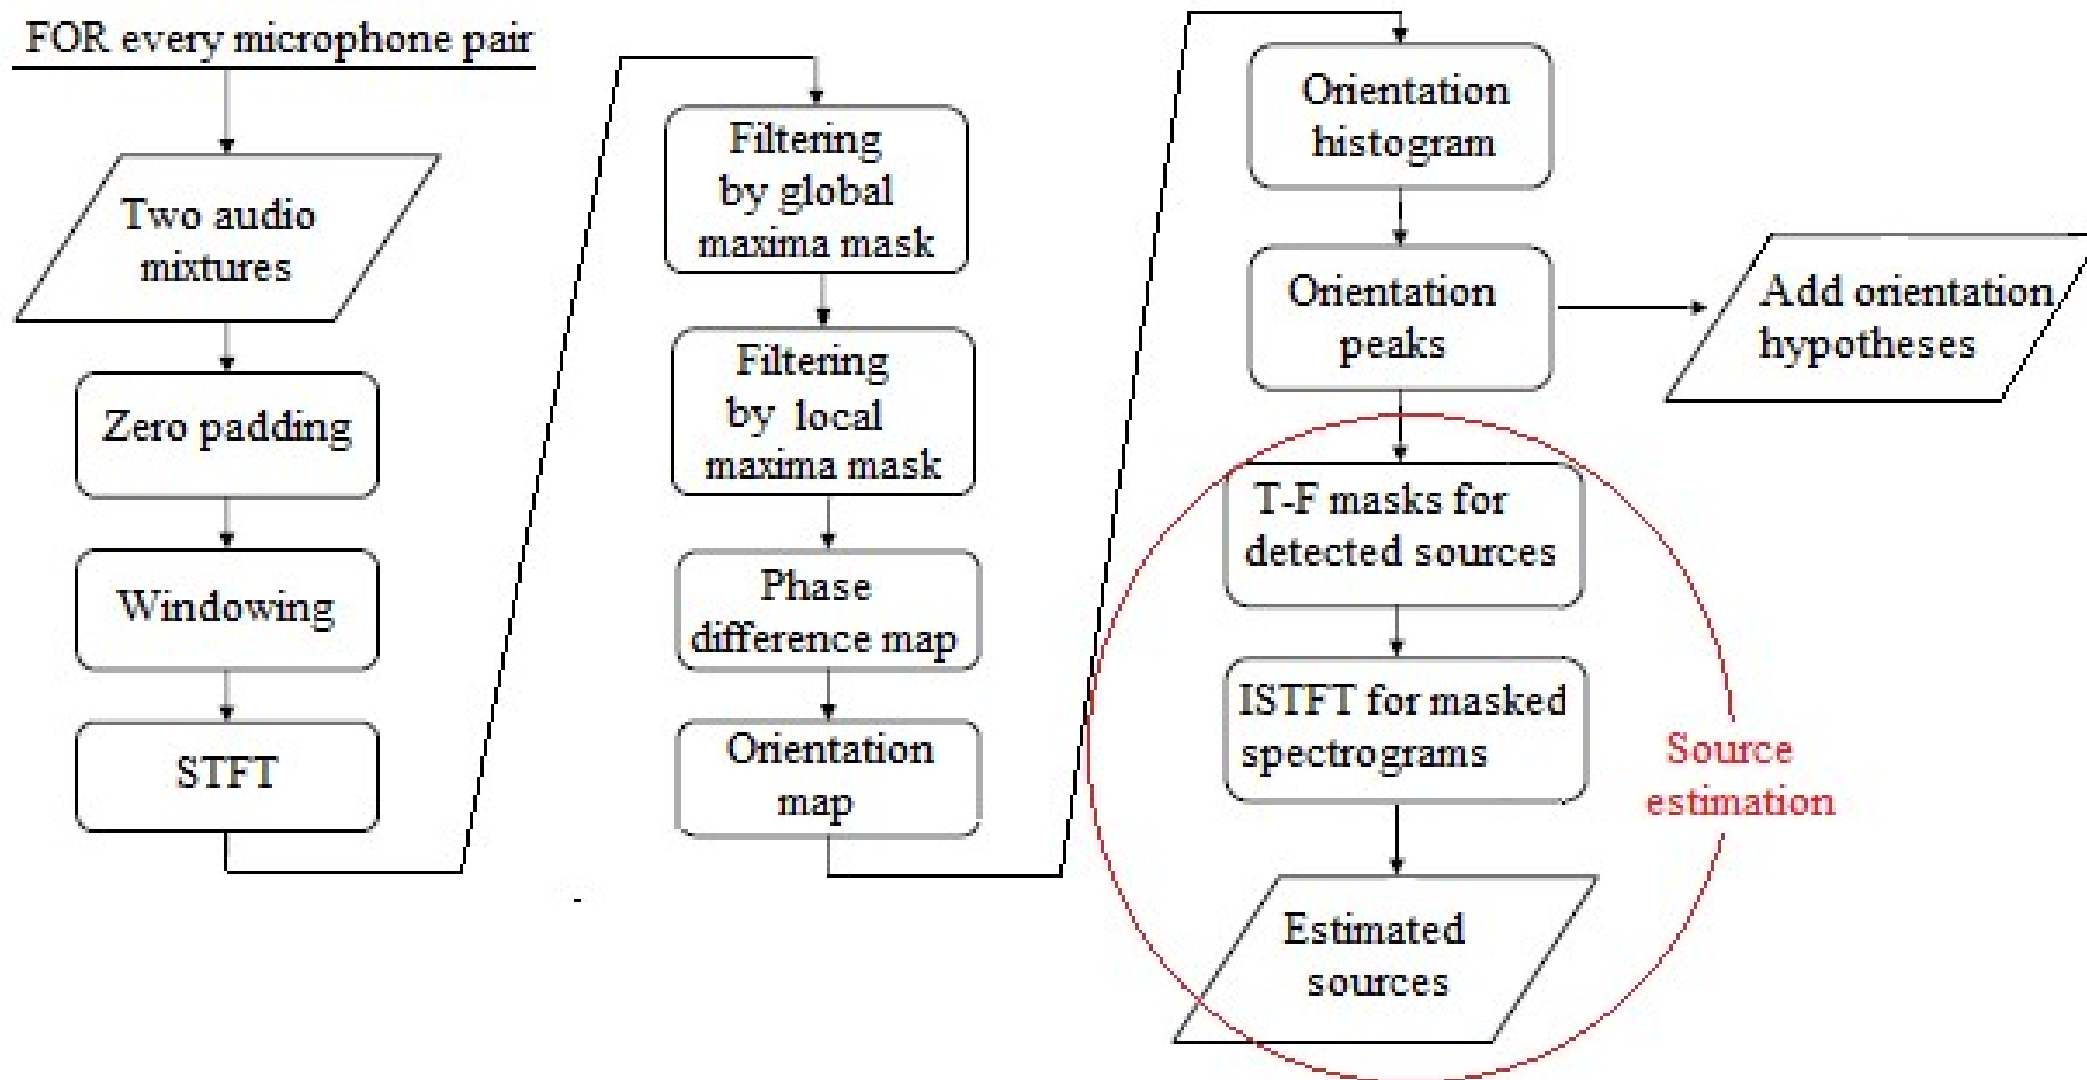 FOR every microphone pair
Two audio
mixtures
Zero padding
Windowing
STFT
Filtering
by global
maxima mask
Filtering
by local
maxima mask
Phase
difference map
Orientation
map
Orientation
histogram
Orientation
peaks
Add orientation
hypotheses
T-F masks for
detected sources
ISTFT for masked
spectrograms
Source
estimation
Estimated
sources